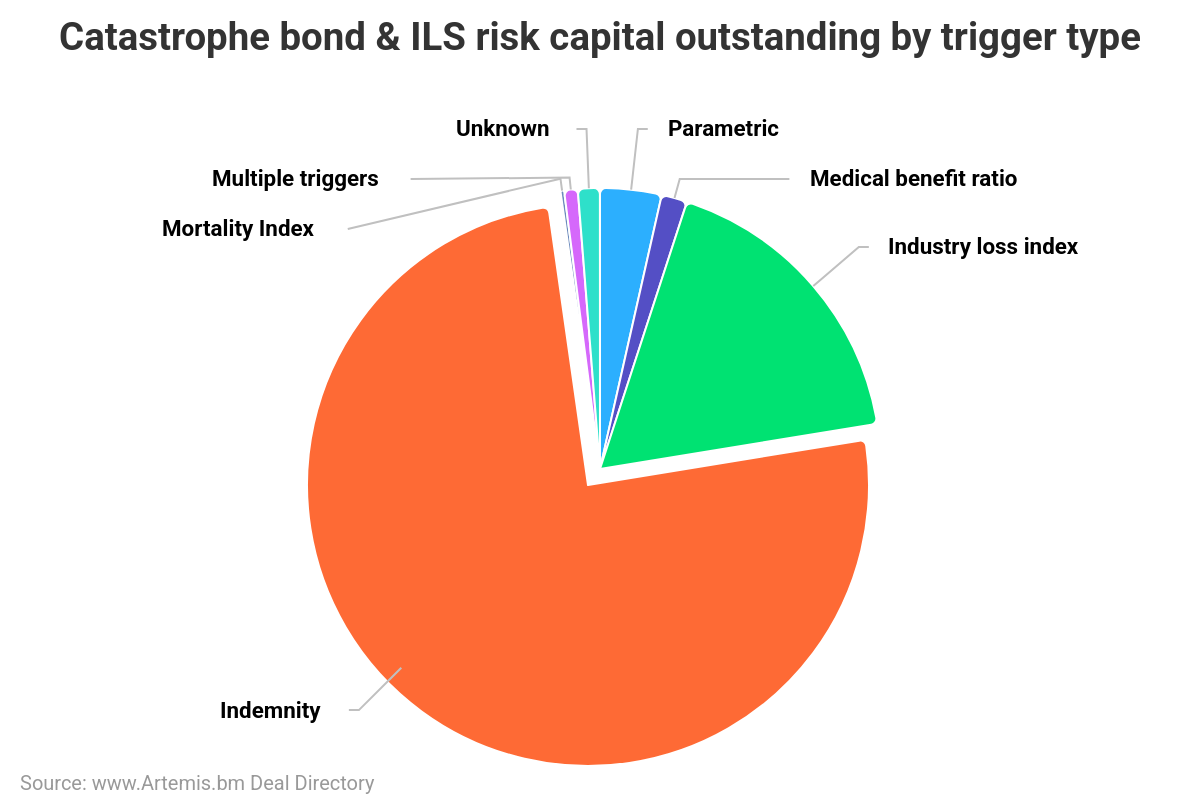 Catastrophe bond & ILS risk capital outstanding by trigger type
Unknown
Parametric
Multiple triggers
Medical benefit ratio
Mortality Index
Industry loss index
Indemnity
Source: www.Artemis.bm Deal Directory